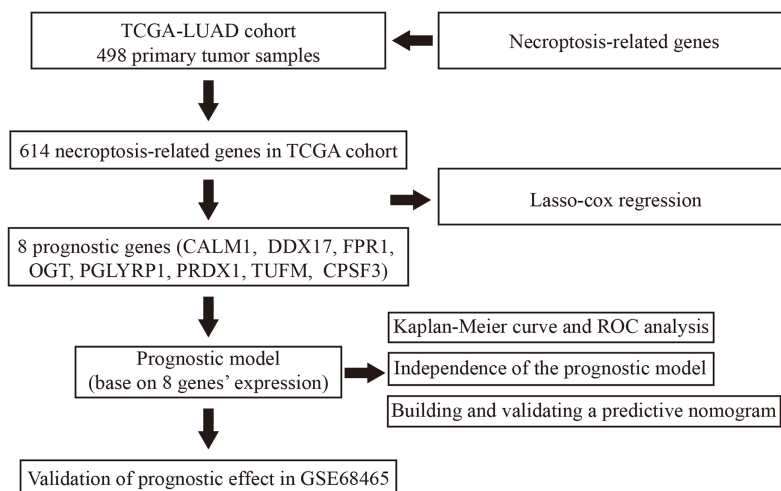 TCGA-LUAD cohort
498 primary tumor samples
Necroptosis-related genes
614 necroptosis-related genes in TCGA cohort
Lasso-cox regression
8 prognostic genes (CALM1, DDX17, FPR1,
OGT, PGLYRP1, PRDX1, TUFM, CPSF3)
Prognostic model
(base on 8 genes’ expression)
Kaplan-Meier curve and ROC analysis
Independence of the prognostic model
Building and validating a predictive nomogram
Validation of prognostic effect in GSE68465